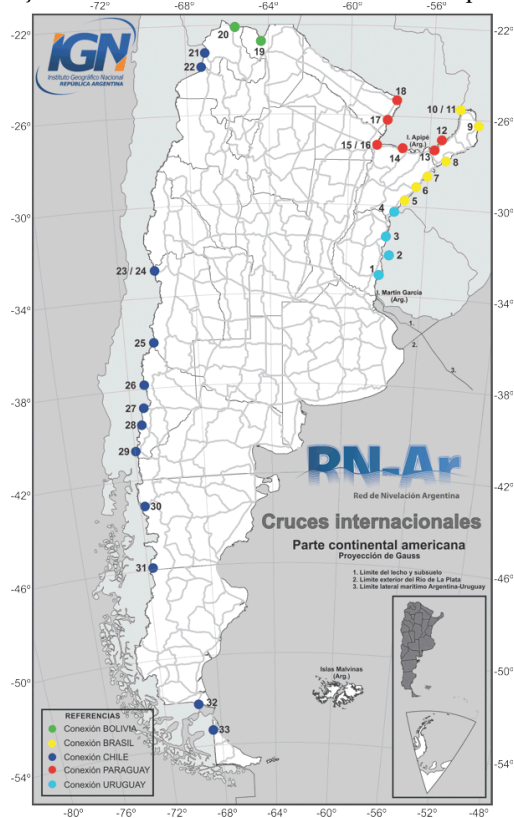 -72° -68° -64° -60° -56°
-22° -22°
IGN
Instituto Geográfico Nacional
REPÚBLICA ARGENTINA
20
21
19
22
18
10 / 11
17
I. Apipé
(Arg.)
12
9
-26° -26°
15 / 16
14
13
8
7
6
5
4
-30° -30°
3
2
23 / 24
1
I. Martín García
(Arg.)
-34° -34°
1.
25
2.
3.
26
-38° -38°
27
28
29
RN-Ar
Red de Nivelación Argentina
-42° -42°
30
Cruces internacionales
Parte continental americana
Proyección de Gauss
31
1. Límite del lecho y subsuelo
2. Límite exterior del Río de La Plata
3. Límite lateral marítimo Argentina-Uruguay
-46° -46°
Islas Malvinas
(Arg.)
-50° -50°
32
33
REFERENCIAS
Conexión BOLIVIA
Conexión BRASIL
Conexión CHILE
Conexión PARAGUAY
Conexión URUGUAY
-54° -54°
-80° -76° -72° -68° -64° -60° -56° -52° -48°